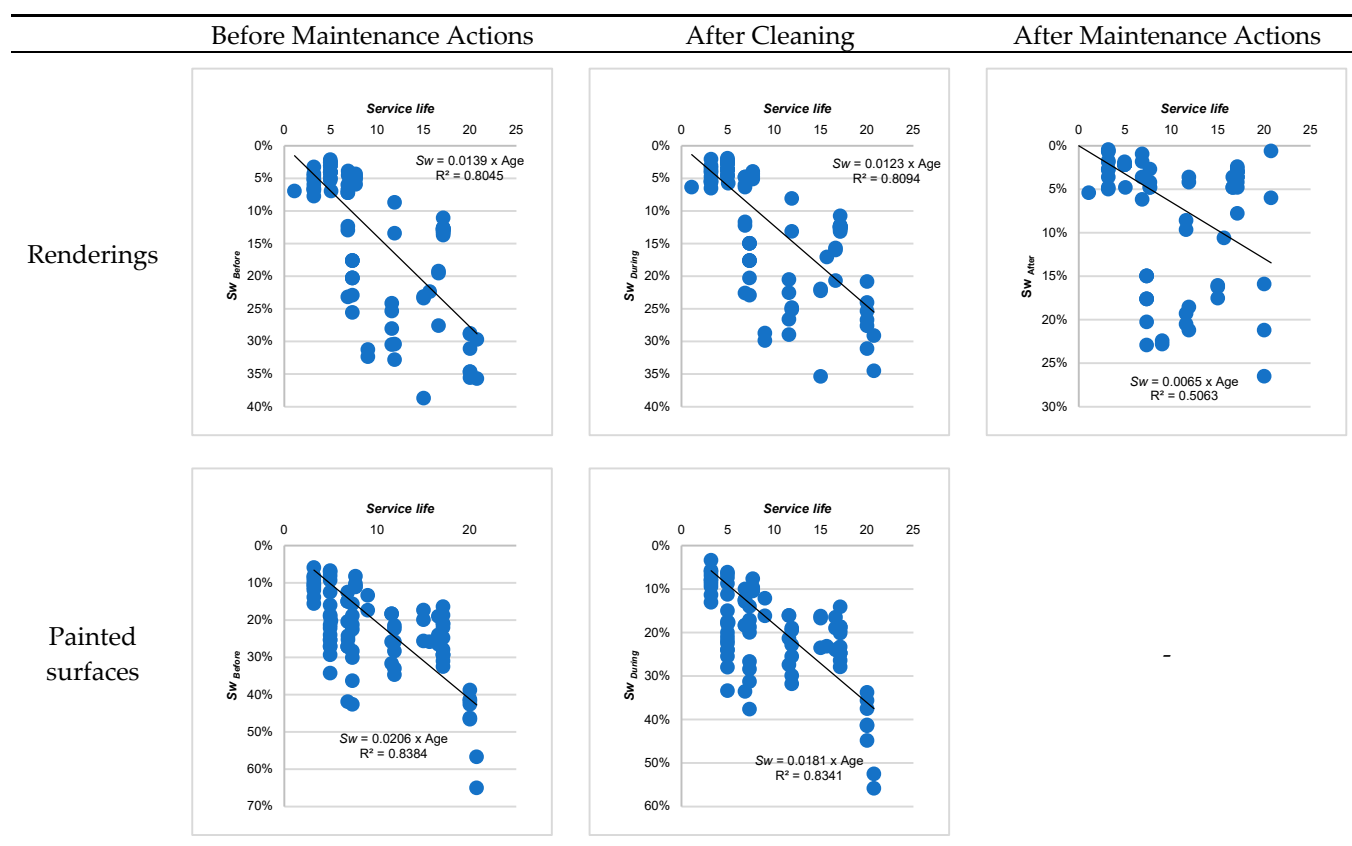 Before Maintenance Actions After Cleaning After Maintenance Actions
Renderings
Service life
0 5 10 15 20 25
0%
5%
10%
15%
20%
25%
30%
35%
40%
Sw Before
Sw = 0.0139 x Age
R² = 0.8045
Service life
0 5 10 15 20 25
0%
5%
10%
15%
20%
25%
30%
35%
40%
Sw During
Sw = 0.0123 x Age
R² = 0.8094
Service life
0 5 10 15 20 25
0%
5%
10%
15%
20%
25%
30%
Sw After
Sw = 0.0065 x Age
R² = 0.5063
Painted
surfaces
Service life
0 10 20
0%
10%
20%
30%
40%
50%
60%
70%
Sw Before
Sw = 0.0206 x Age
R² = 0.8384
Service life
0 5 10 15 20 25
0%
10%
20%
30%
40%
50%
60%
Sw During
Sw = 0.0181 x Age
R² = 0.8341
-